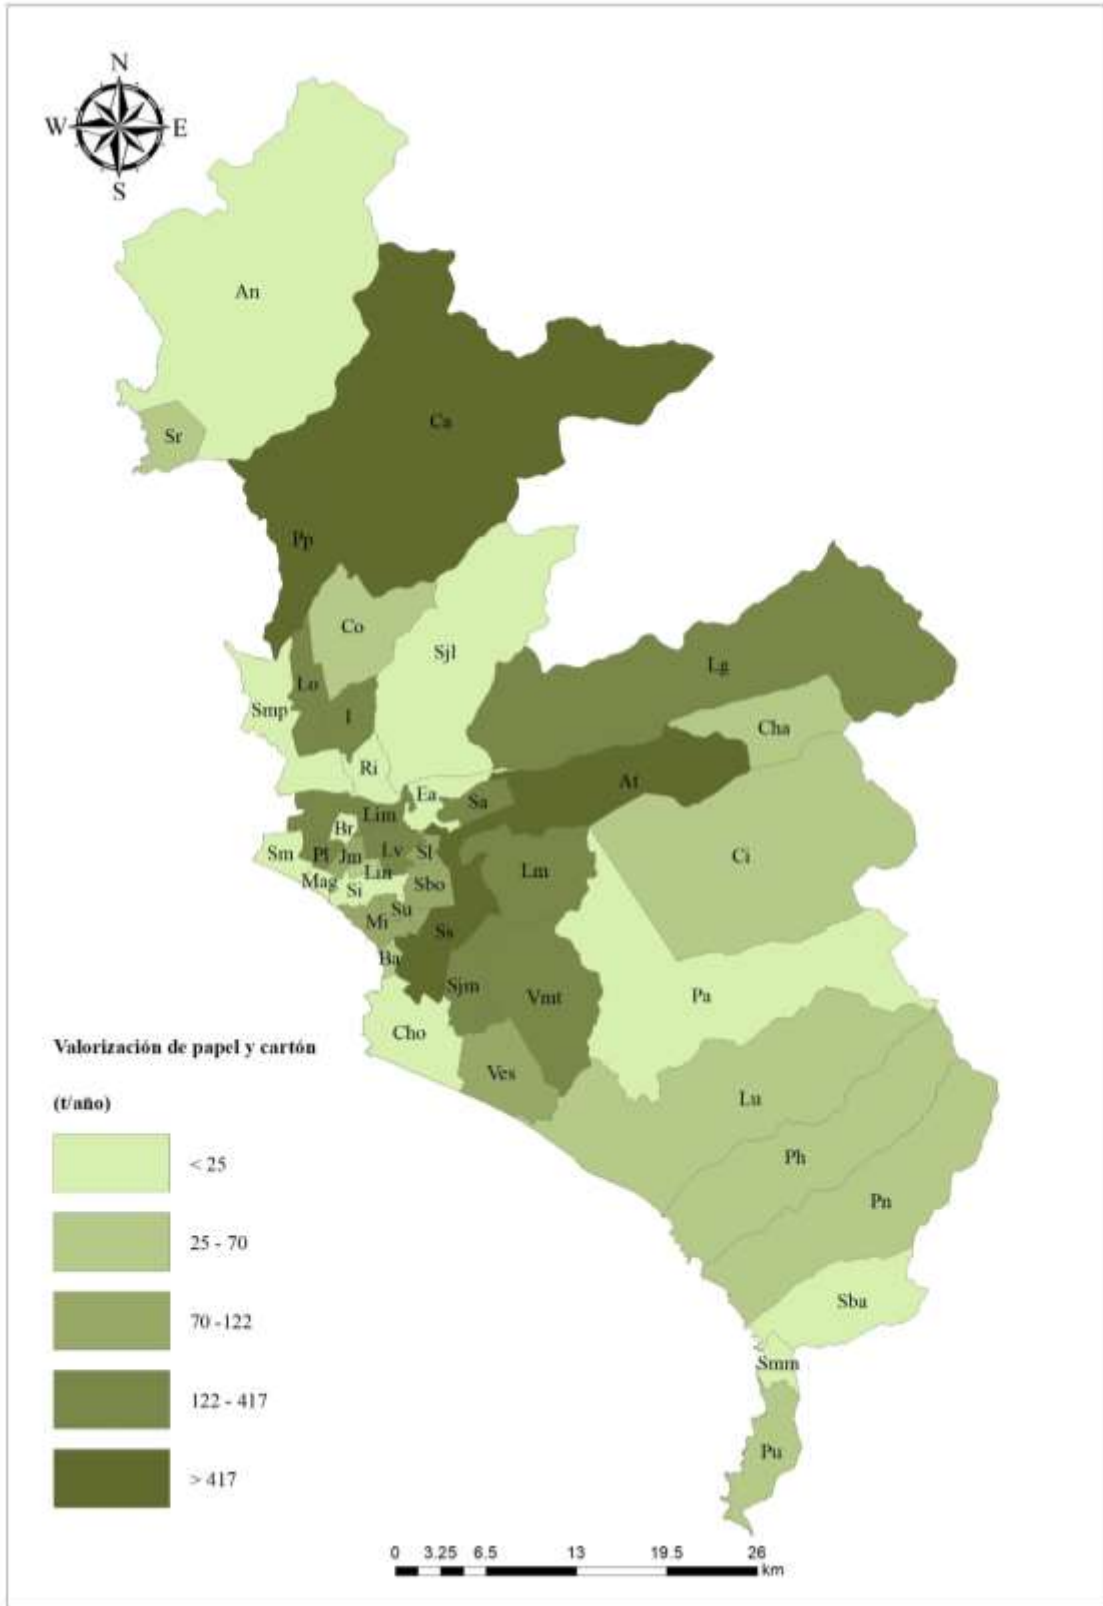 N
W E
S
An
Ca
Sr
Pp
Co
Sjl
Lg
Lo
Smp
I
Cha
Ri
At
Ea
Sa
Lim
Br
Sm
Pl
Jm
Lv
Sl
Ci
Lin
Lm
Mag
Si
Sbo
Su
Mi
Ss
Ba
Sjm
Vmt
Pa
Cho
Valorización de papel y cartón
Ves
(t/año)
Lu
< 25
Ph
Pn
25 - 70
Sba
70 -122
Smm
122 - 417
Pu
> 417
0 3.25 6.5 13 19.5 26
km